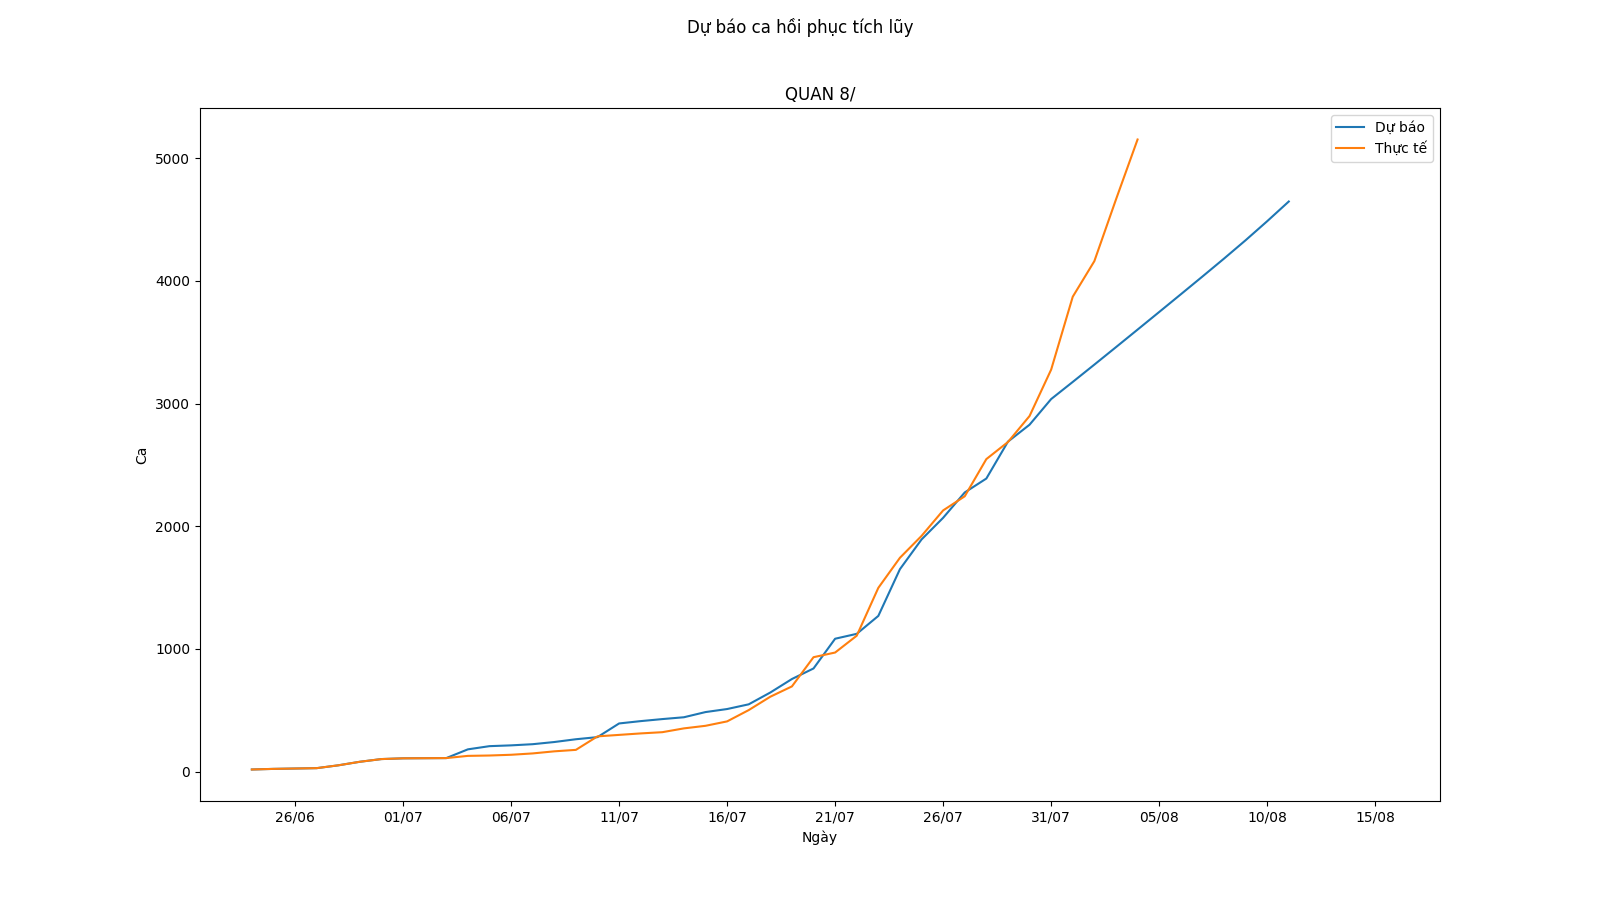 Dự báo ca hồi phục tích lũy
QUAN 8/
Dự báo
Thực tế
5000
4000
3000
2000
1000
0
Ca
26/06 01/07 06/07 11/07 16/07 21/07 26/07 31/07 05/08 10/08 15/08
Ngày